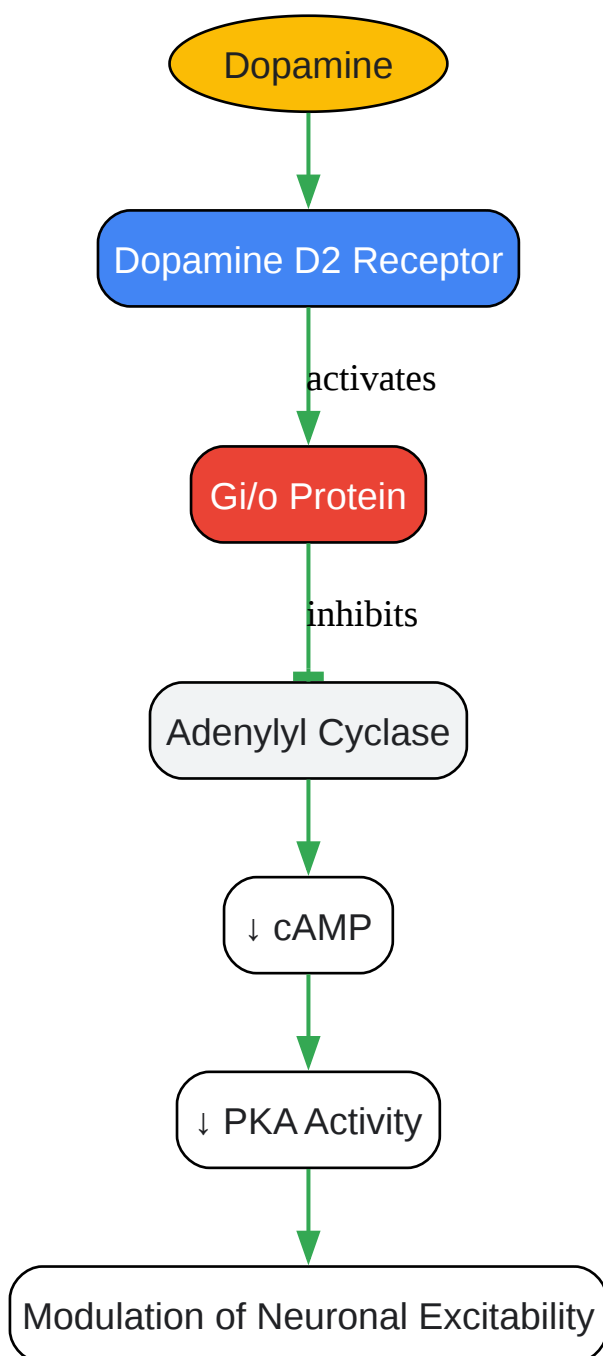 Dopamine
Dopamine D2 Receptor
activates
Gi/o Protein
inhibits
Adenylyl Cyclase
↓ cAMP
↓ PKA Activity
Modulation of Neuronal Excitability